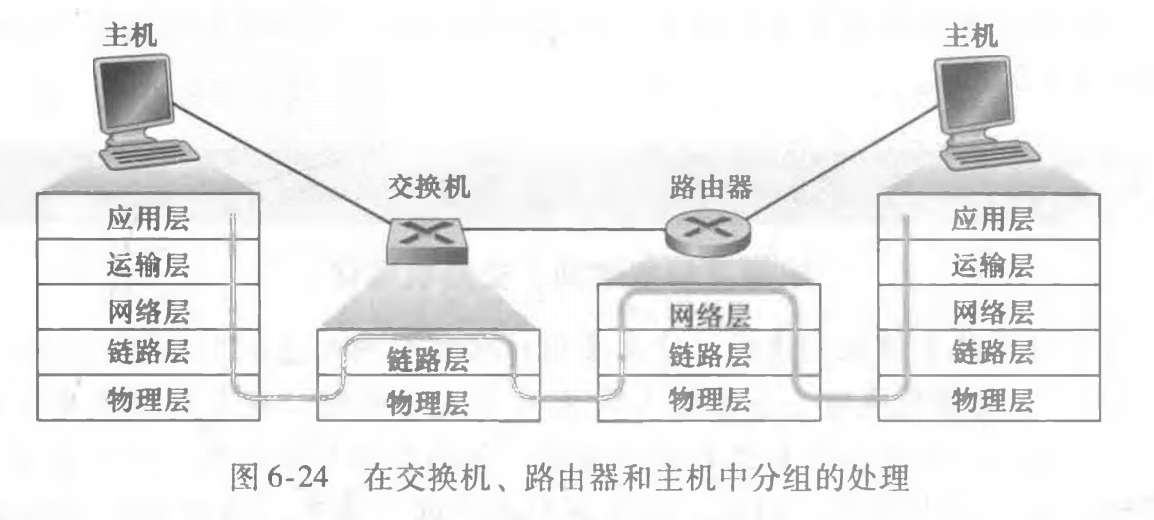 主机
主机
交换机
路由器
应用层
运输层
网络层
链路层
物理层
链路层
物理层
网络层
链路层
物理层
应用层
运输层
网络层
链路层
物理层
图 6-24 在交换机、路由器和主机中分组的处理